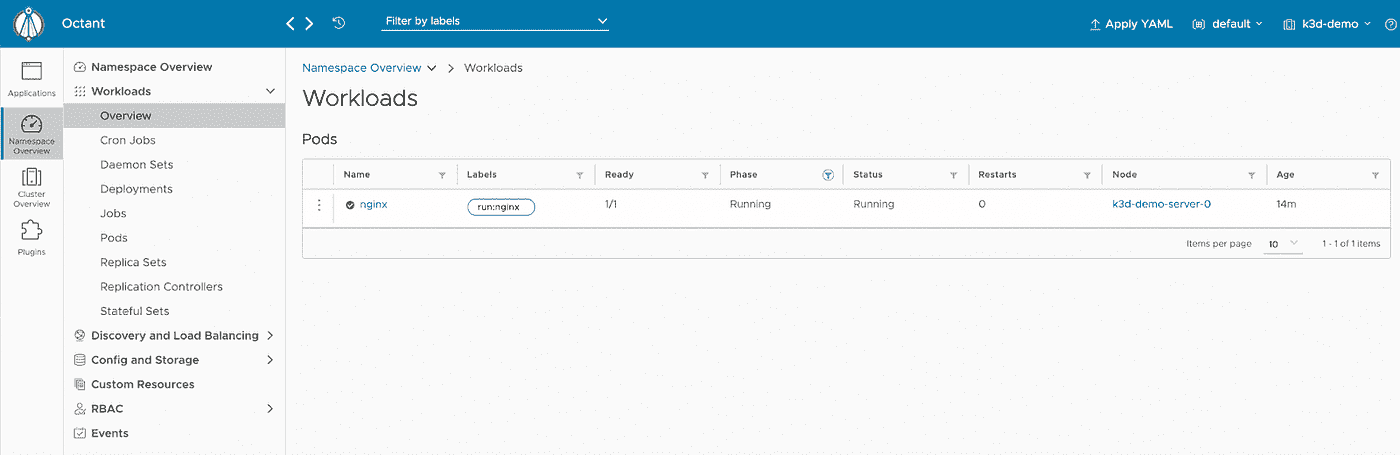 Octant
Filter by labels
Apply YAML
default
k3d-demo
Applications
Namespace
Overview
Cluster
Overview
Plugins
Namespace Overview
Workloads
Overview
Cron Jobs
Daemon Sets
Deployments
Jobs
Pods
Replica Sets
Replication Controllers
Stateful Sets
Discovery and Load Balancing
Config and Storage
Custom Resources
RBAC
Events
Namespace Overview > Workloads
Workloads
Pods
Name Labels Ready Phase Status Restarts Node Age
nginx run:nginx 1/1 Running Running 0 k3d-demo-server-0 14m
Items per page 10 1 - 1 of 1 items